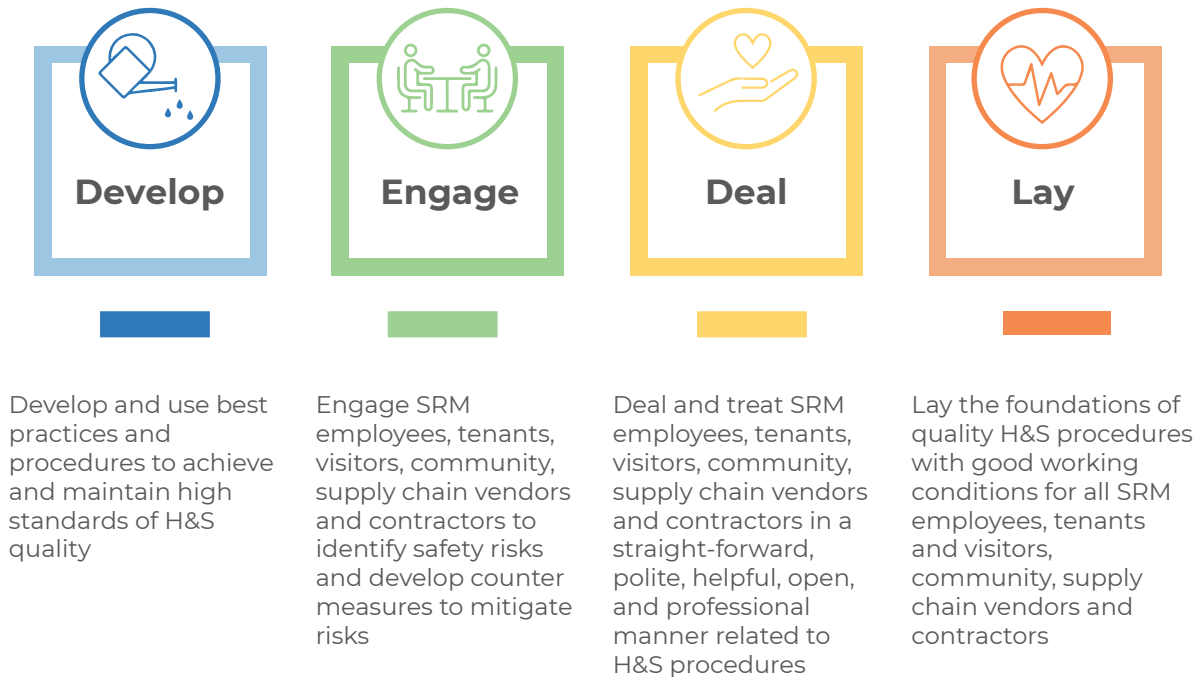 Develop
Engage
Deal
Lay
Develop and use best
practices and
procedures to achieve
and maintain high
standards of H&S
quality
Engage SRM
employees, tenants,
visitors, community,
supply chain vendors
and contractors to
identify safety risks
and develop counter
measures to mitigate
risks
Deal and treat SRM
employees, tenants,
visitors, community,
supply chain vendors
and contractors in a
straight-forward,
polite, helpful, open,
and professional
manner related to
H&S procedures
Lay the foundations of
quality H&S procedures
with good working
conditions for all SRM
employees, tenants
and visitors,
community, supply
chain vendors and
contractors